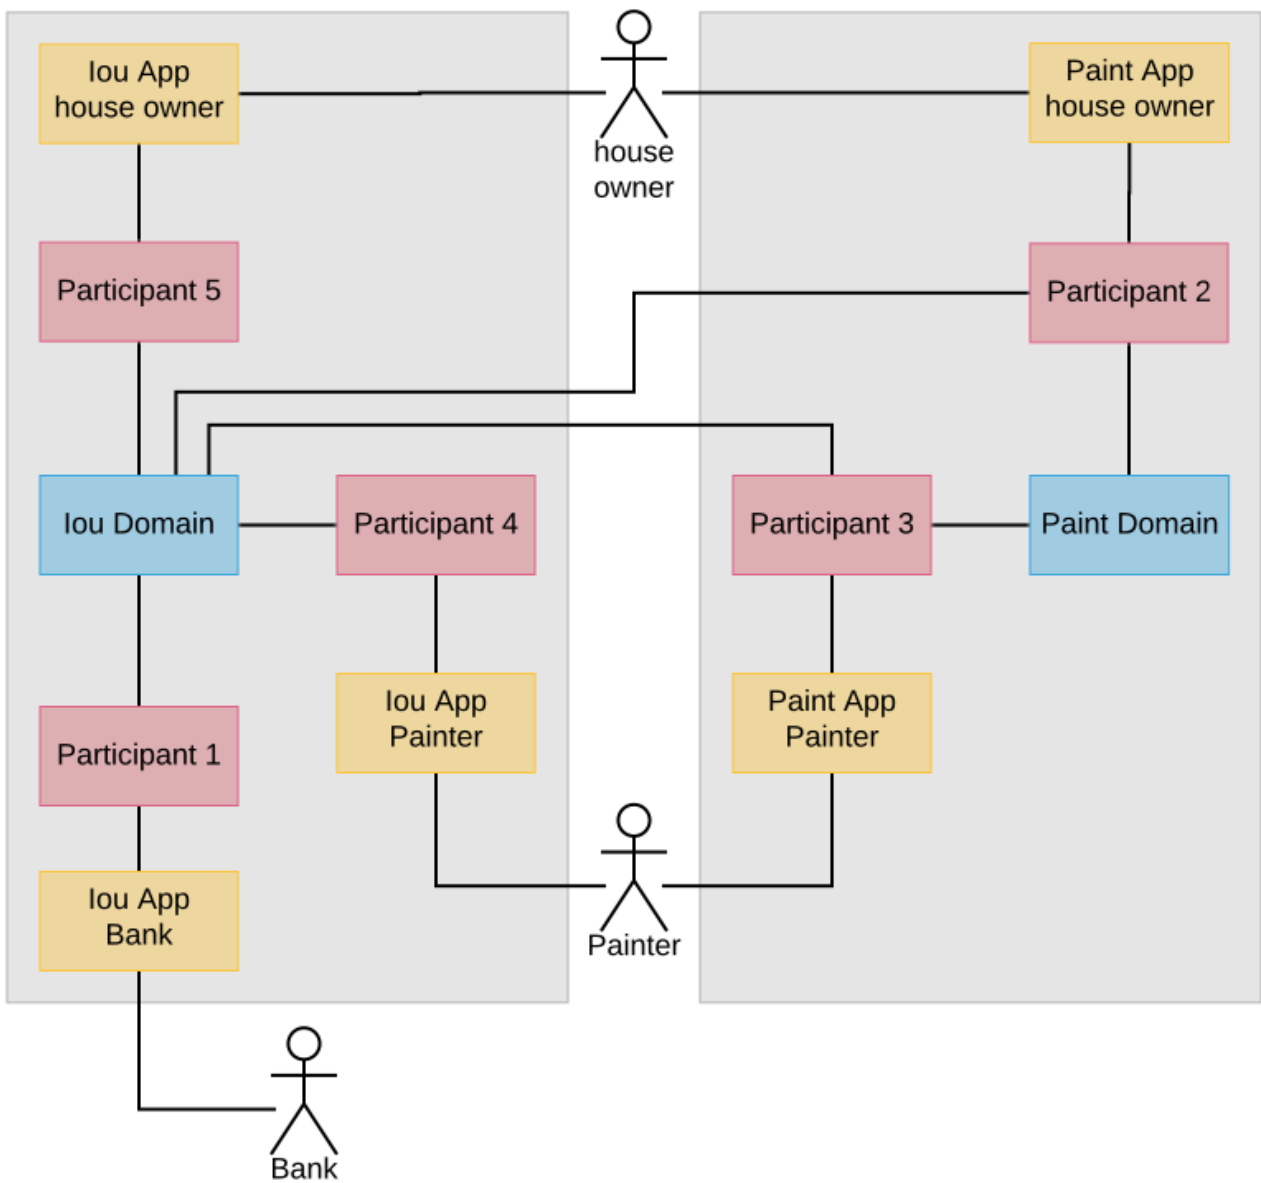 Iou App
house owner
Paint App
house owner
house
owner
Participant 5
Participant 2
Iou Domain
Participant 4
Participant 3
Paint Domain
Iou App
Painter
Paint App
Painter
Participant 1
Iou App
Bank
Painter
Bank